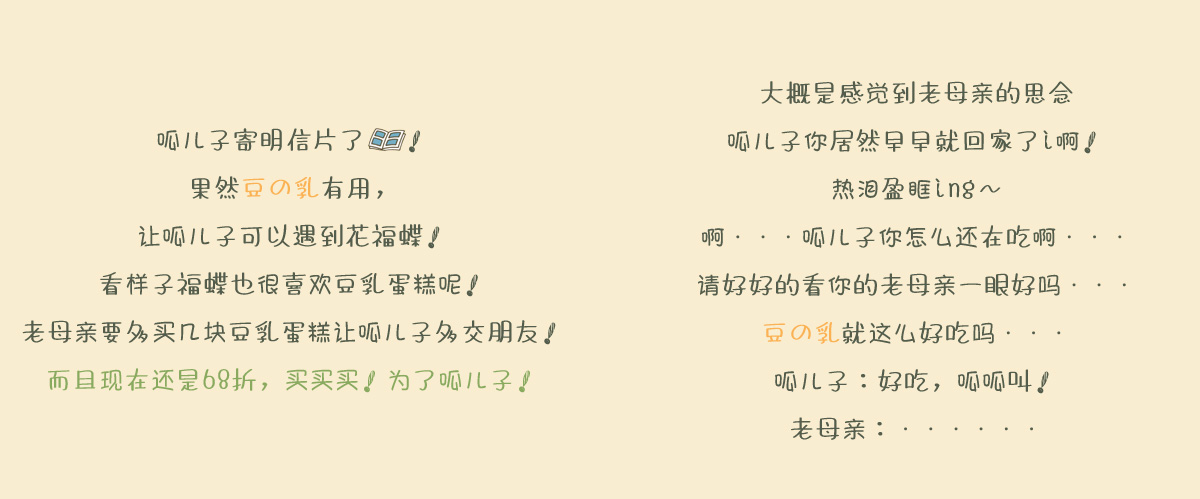 呱儿子寄明信片了!
果然豆の乳有用，
让呱儿子可以遇到花福蝶!
看样子福蝶也很喜欢豆乳蛋糕呢!
老母亲要多买几块豆乳蛋糕让呱儿子多交朋友!
而且现在还是68折，买买买!为了呱儿子!
大概是感觉到老母亲的思念
呱儿子你居然早早就回家了i啊!
热泪盈眶ing～
啊···呱儿子你怎么还在吃啊···
请好好的看你的老母亲一眼好吗···
豆の乳就这么好吃吗···
呱儿子：好吃，呱呱叫!
老母亲：······